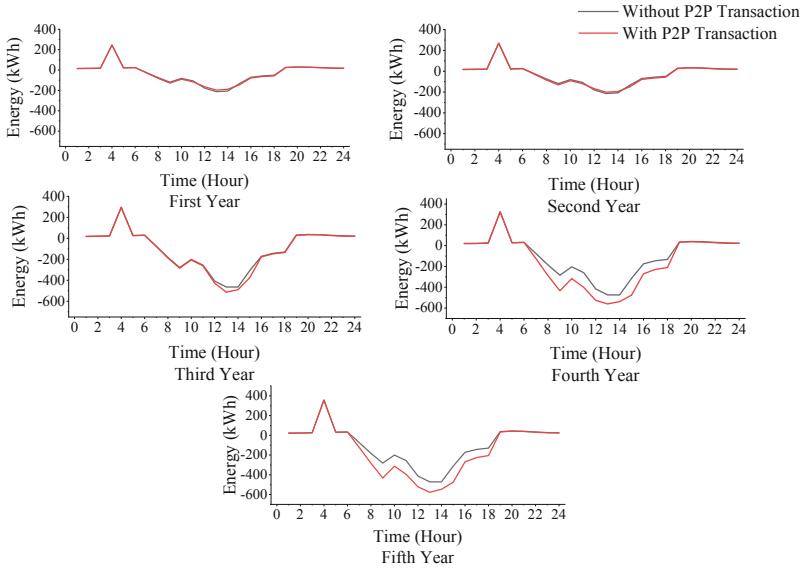 Without P2P Transaction
With P2P Transaction
Energy (kWh)
400
200
0
-200
-400
-600
0 2 4 6 8 10 12 14 16 18 20 22 24
Time (Hour)
First Year
Energy (kWh)
400
200
0
-200
-400
-600
0 2 4 6 8 10 12 14 16 18 20 22 24
Time (Hour)
Second Year
Energy (kWh)
400
200
0
-200
-400
-600
0 2 4 6 8 10 12 14 16 18 20 22 24
Time (Hour)
Third Year
Energy (kWh)
400
200
0
-200
-400
-600
0 2 4 6 8 10 12 14 16 18 20 22 24
Time (Hour)
Fourth Year
Energy (kWh)
400
200
0
-200
-400
-600
0 2 4 6 8 10 12 14 16 18 20 22 24
Time (Hour)
Fifth Year